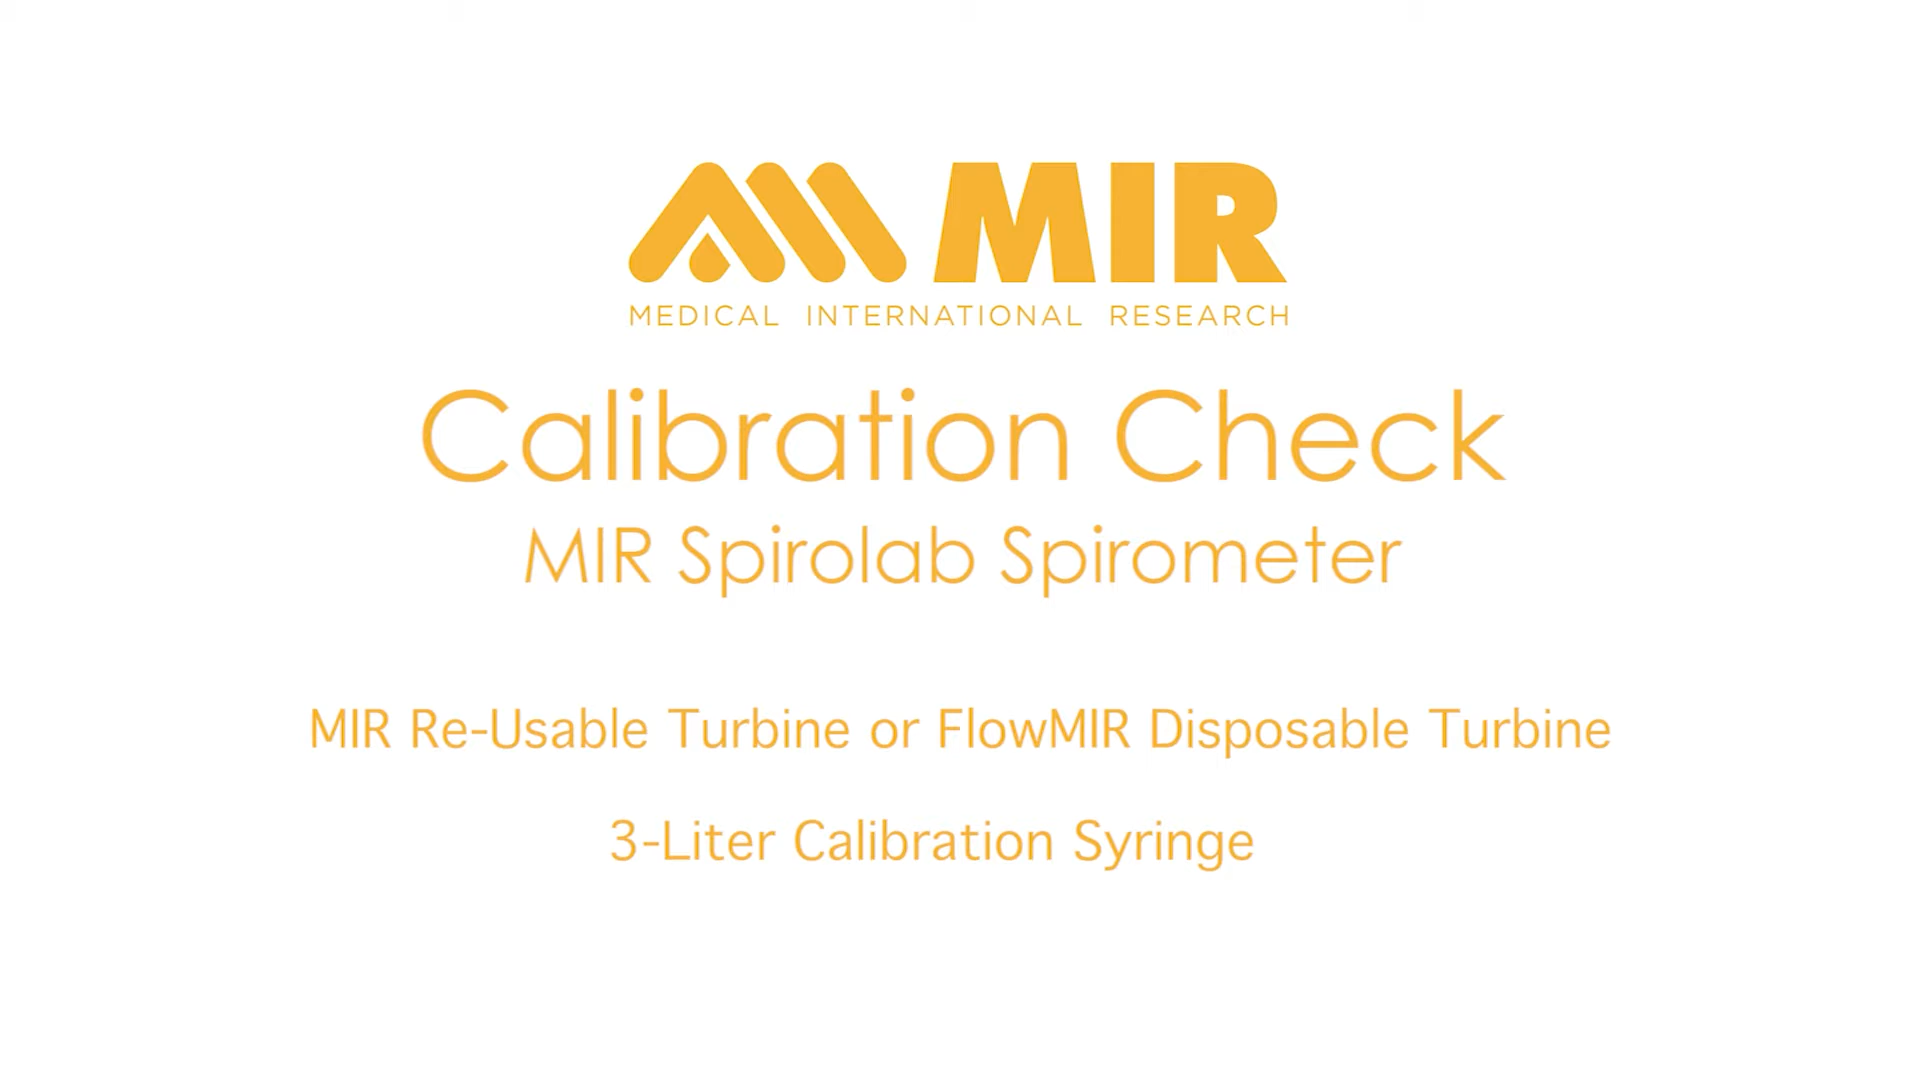 MIR
MEDICAL INTERNATIONAL RESEARCH
Calibration Check
MIR Spirolab Spirometer
MIR Re-Usable Turbine or FlowMIR Disposable Turbine
3-Liter Calibration Syringe